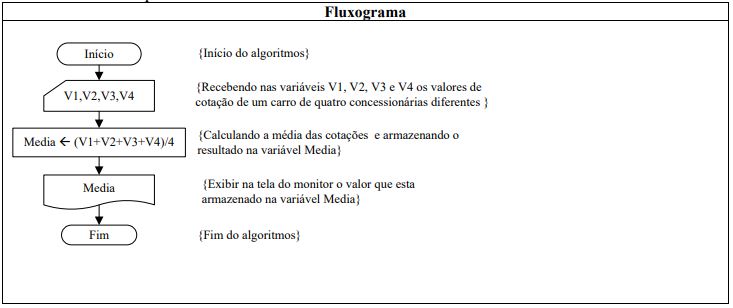 Fluxograma
Início
{Início do algoritmos}
V1,V2,V3,V4
{Recebendo nas variáveis V1, V2, V3 e V4 os valores de
cotação de um carro de quatro concessionárias diferentes }
Media ← (V1+V2+V3+V4)/4
{Calculando a média das cotações e armazenando o
resultado na variável Media}
Media
{Exibir na tela do monitor o valor que esta
armazenado na variável Media}
Fim
{Fim do algoritmos}